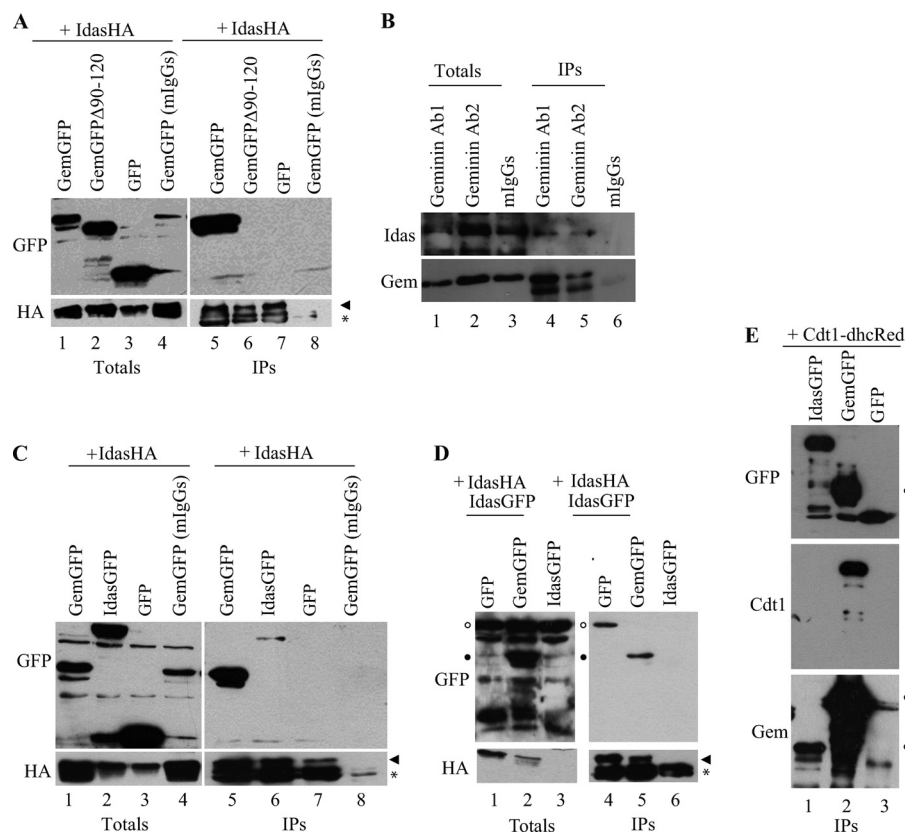 A
+ IdasHA
+ IdasHA
GemGFP
GemGFPΔ90-120
GFP
GemGFP (mIgGs)
GemGFP
GemGFPΔ90-120
GFP
GemGFP (mIgGs)
GFP
HA
*
1 2 3 4 5 6 7 8
Totals IPs
B
Totals IPs
Geminin Ab1
Geminin Ab2
mIgGs
Geminin Ab1
Geminin Ab2
mIgGs
Idas
Gem
1 2 3 4 5 6
C
+IdasHA
+ IdasHA
GemGFP
IdasGFP
GFP
GemGFP (mIgGs)
GemGFP
IdasGFP
GFP
GemGFP (mIgGs)
GFP
HA
*
1 2 3 4 5 6 7 8
Totals IPs
D
+ IdasHA + IdasHA
IdasGFP IdasGFP
GFP
GemGFP
IdasGFP
GFP
GemGFP
IdasGFP
GFP
HA
*
1 2 3 4 5 6
Totals IPs
E
+ Cdt1-dhcRed
IdasGFP
GemGFP
GFP
GFP
Cdt1
Gem
1 2 3
IPs